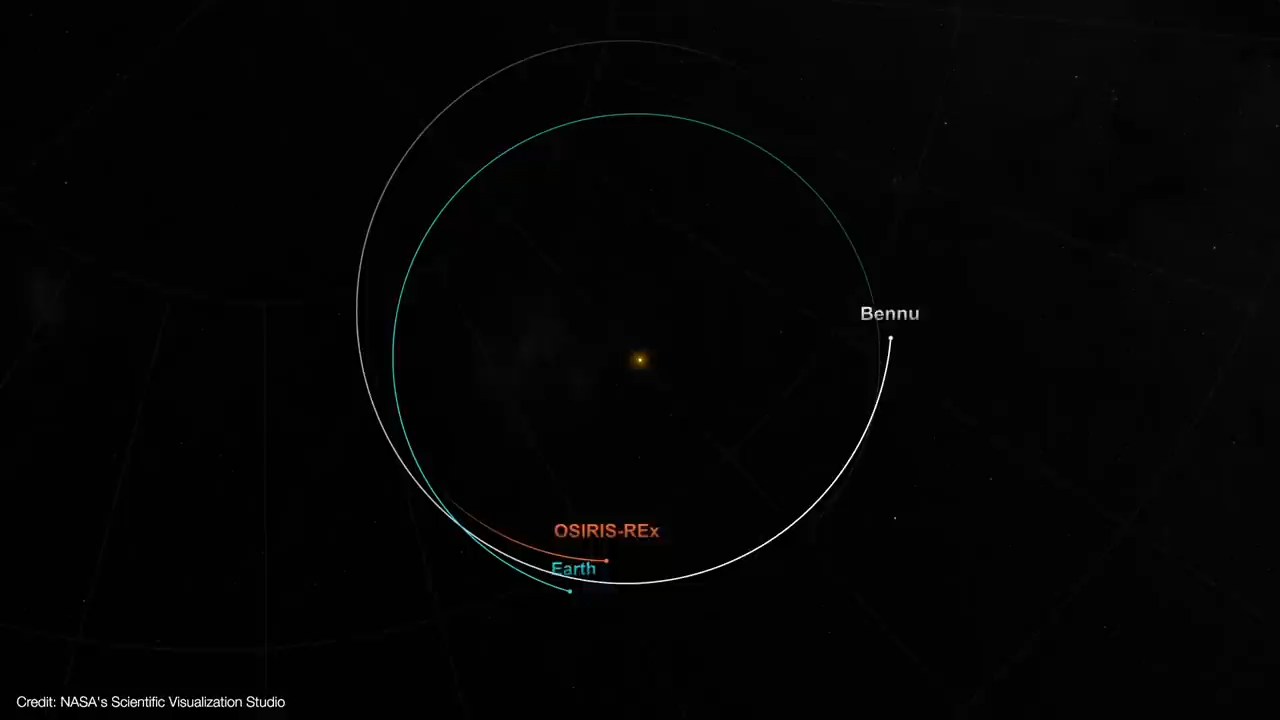 Bennu
OSIRIS-REx
Earth
Credit: NASA's Scientific Visualization Studio